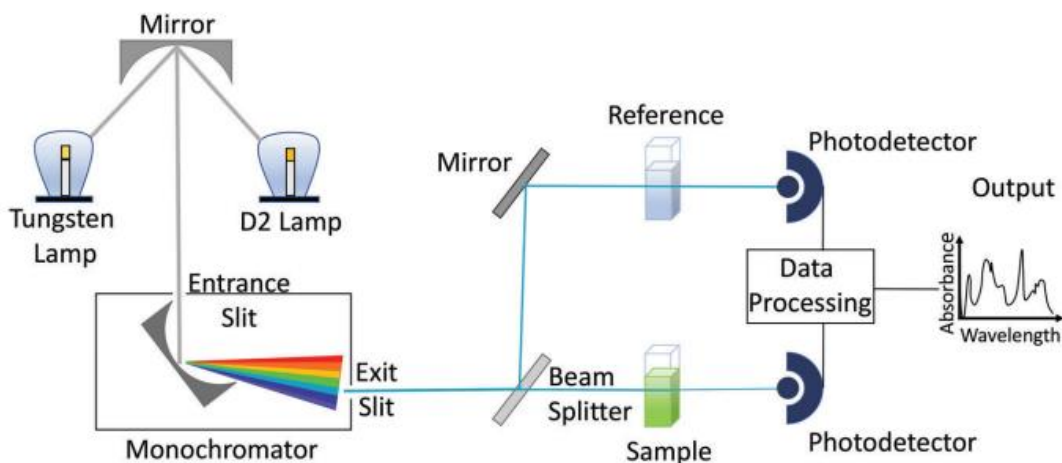 Mirror
Tungsten
Lamp
D2 Lamp
Entrance
Slit
Exit
Slit
Monochromator
Mirror
Reference
Photodetector
Beam
Splitter
Sample
Photodetector
Data
Processing
Output
Absorbance
Wavelength